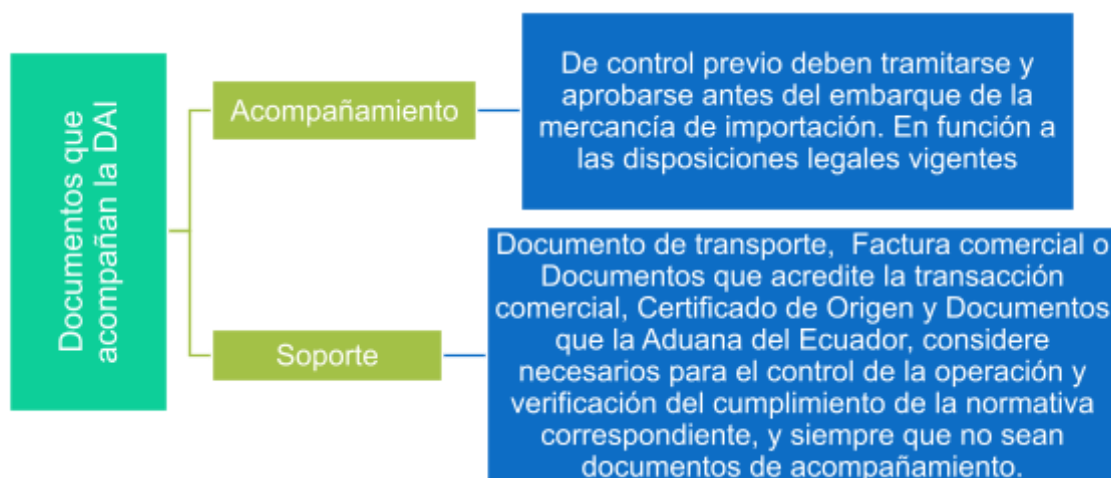 Documentos que
acompañan la DAI
Acompañamiento
De control previo deben tramitarse y
aprobarse antes del embarque de la
mercancía de importación. En función a
las disposiciones legales vigentes
Soporte
Documento de transporte, Factura comercial o
Documentos que acredite la transacción
comercial, Certificado de Origen y Documentos
que la Aduana del Ecuador, considere
necesarios para el control de la operación y
verificación del cumplimiento de la normativa
correspondiente, y siempre que no sean
documentos de acompañamiento.